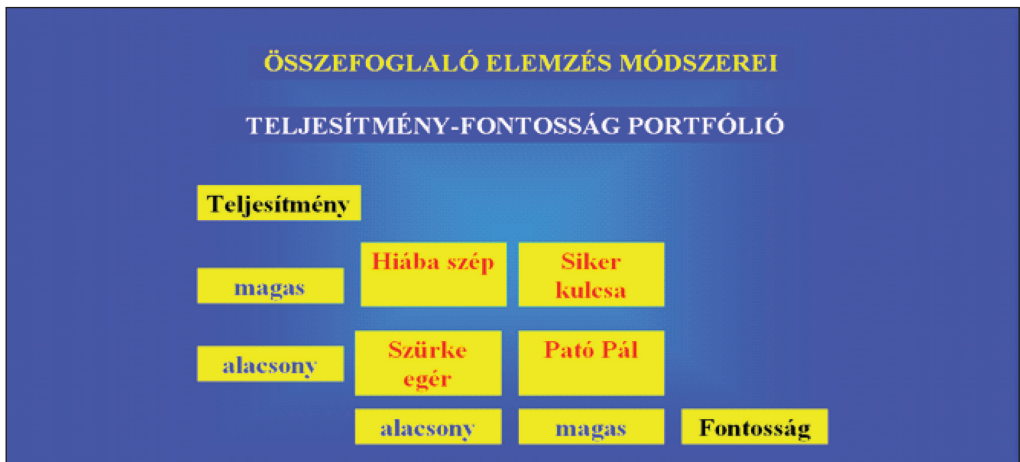 ÖSSZEFOGLALÓ ELEMZÉS MÓDSZEREI
TELJESÍTMÉNY-FONTOSSÁG PORTFÓLIÓ
Teljesítmény
magas
Hiába szép
Siker
kulcsa
alacsony
Szürke
egér
Pató Pál
alacsony
magas
Fontosság